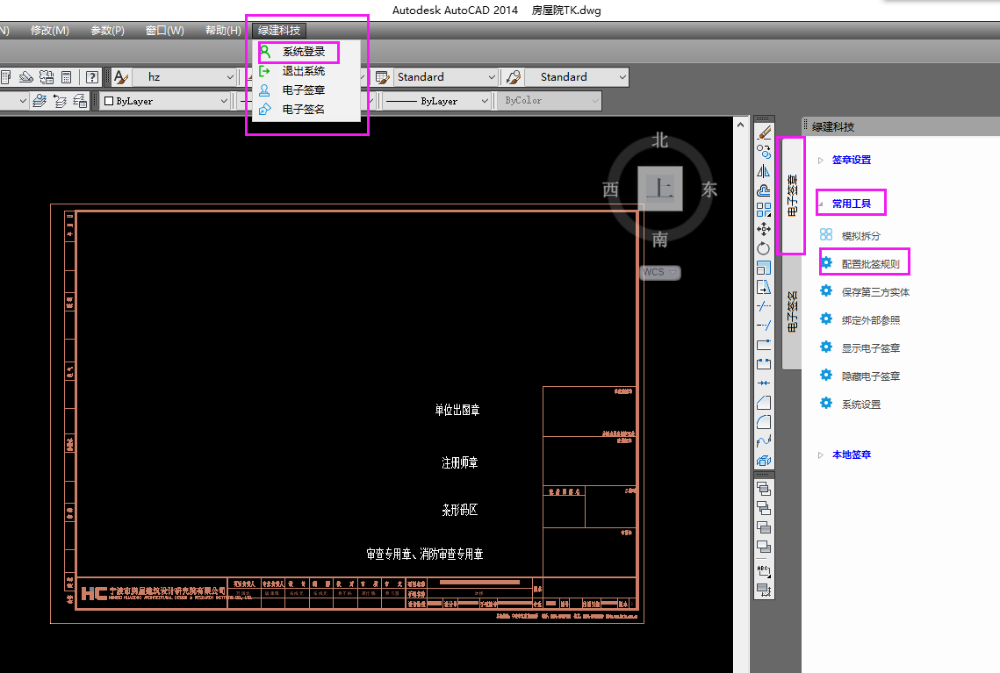 Autodesk AutoCAD 2014 房屋院TK.dwg
N) 修改(M) 参数(P) 窗口(W) 帮助(H) 绿建科技
系统登录
退出系统
电子签章
电子签名
hz Standard Standard
ByLayer ByLayer ByColor
绿建科技
签章设置
常用工具
模拟拆分
配置批签规则
保存第三方实体
绑定外部参照
显示电子签章
隐藏电子签章
系统设置
本地签章
电子签章
电子签名
北
西 上 东
南
WCS
单位出图章
注册师章
条形码区
审查专用章、消防审查专用章
HC 宁波市房屋建筑设计研究院有限公司
ABC